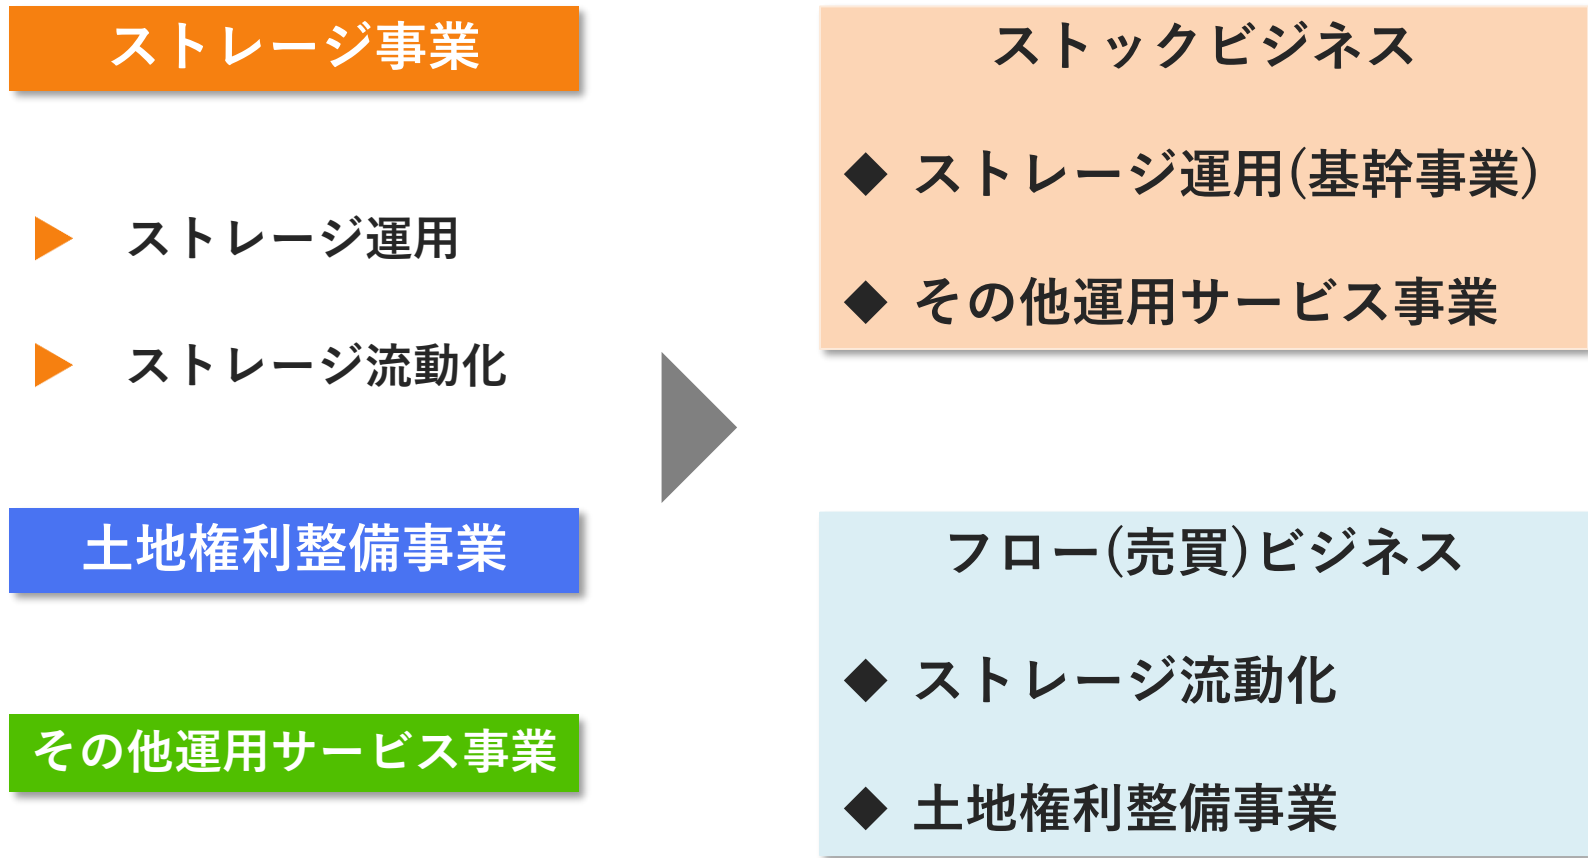 ストレージ事業
ストレージ運用
ストレージ流動化
土地権利整備事業
その他運用サービス事業
ストックビジネス
◆ ストレージ運用(基幹事業)
◆ その他運用サービス事業
フロー(売買)ビジネス
◆ ストレージ流動化
◆ 土地権利整備事業